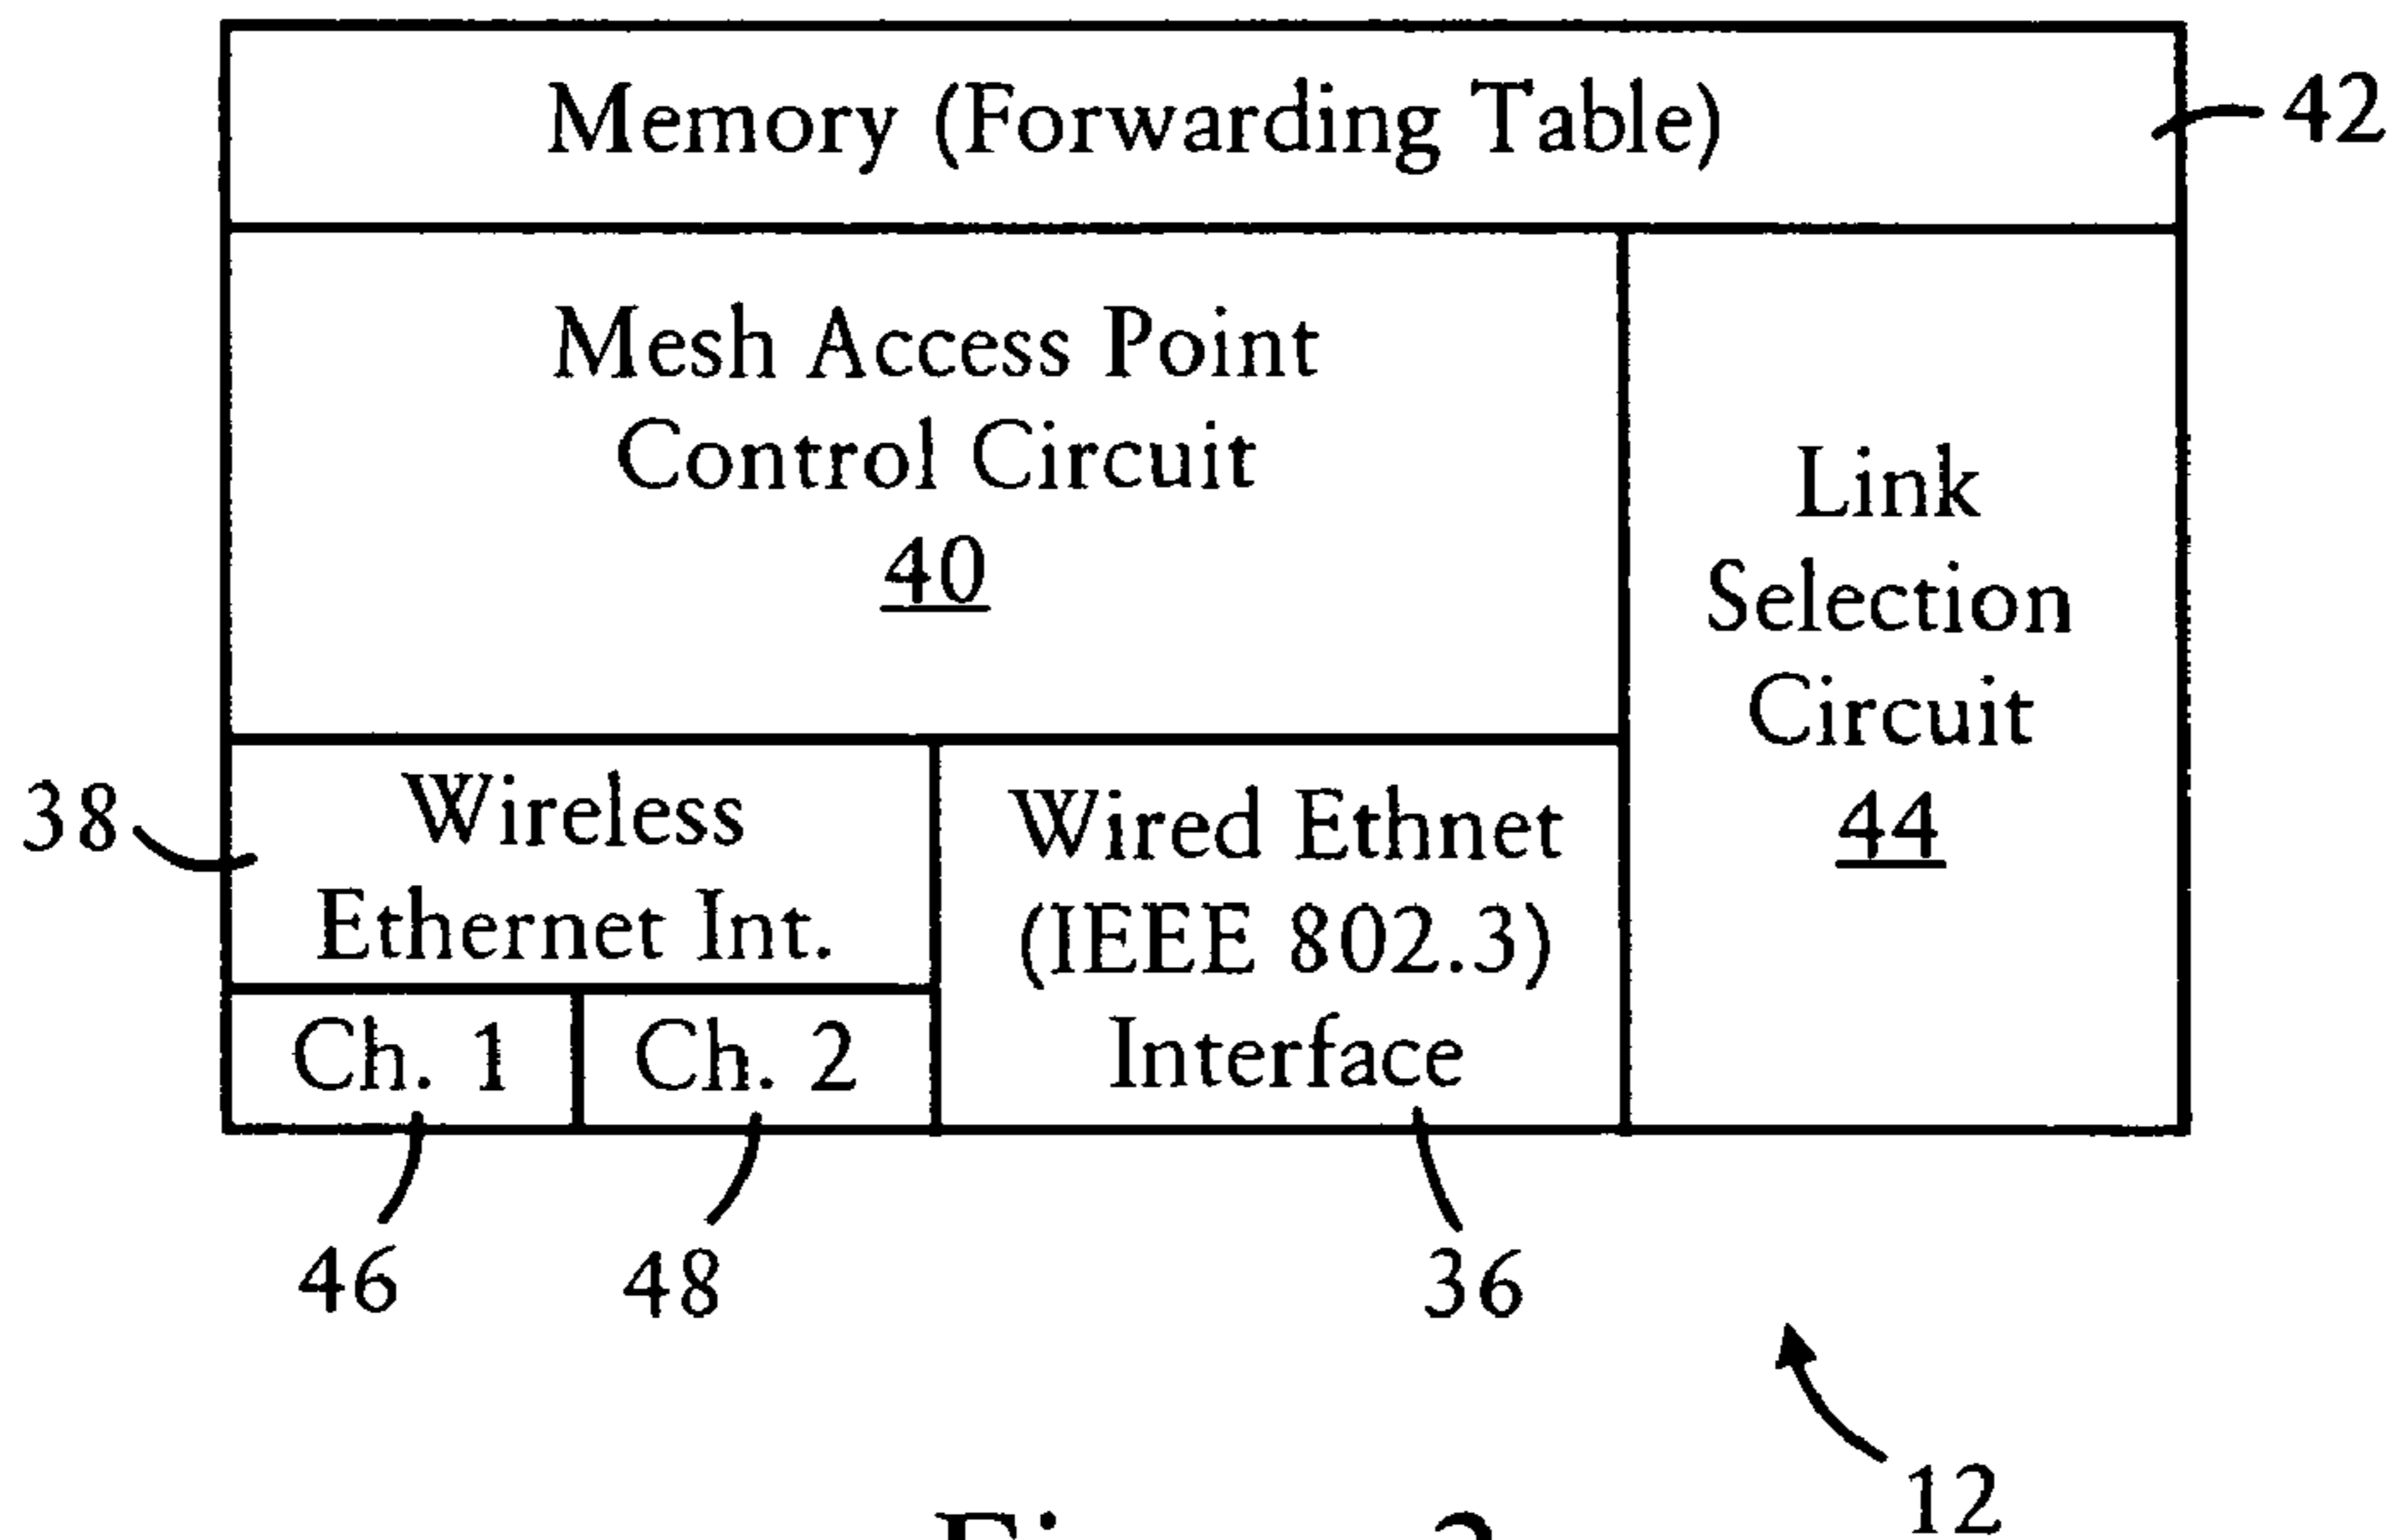 Memory (Forwarding Table)
42
Mesh Access Point
Control Circuit
40
Link
Selection
Circuit
44
38
Wireless
Ethernet Int.
Wired Ethnet
(IEEE 802.3)
Interface
Ch. 1
Ch. 2
46
48
36
12